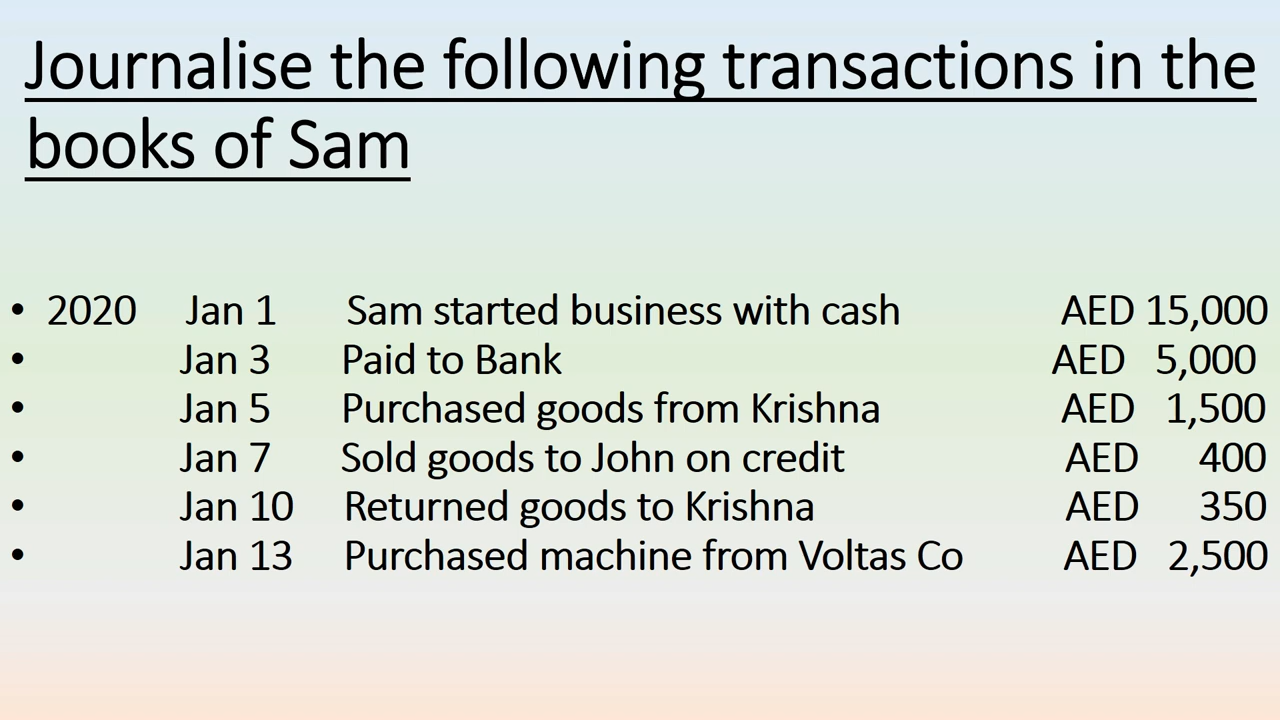 Journalise the following transactions in the
books of Sam
• 2020 Jan 1 Sam started business with cash AED 15,000
• Jan 3 Paid to Bank AED 5,000
• Jan 5 Purchased goods from Krishna AED 1,500
• Jan 7 Sold goods to John on credit AED 400
• Jan 10 Returned goods to Krishna AED 350
• Jan 13 Purchased machine from Voltas Co AED 2,500